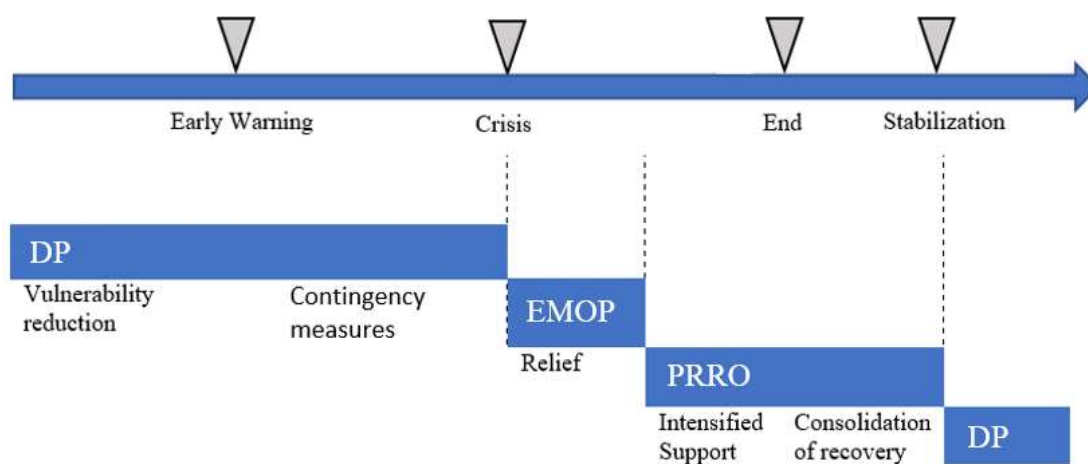 Early Warning
Crisis
End
Stabilization
DP
Vulnerability
reduction
Contingency
measures
EMOP
Relief
PRRO
Intensified
Support
Consolidation
of recovery
DP